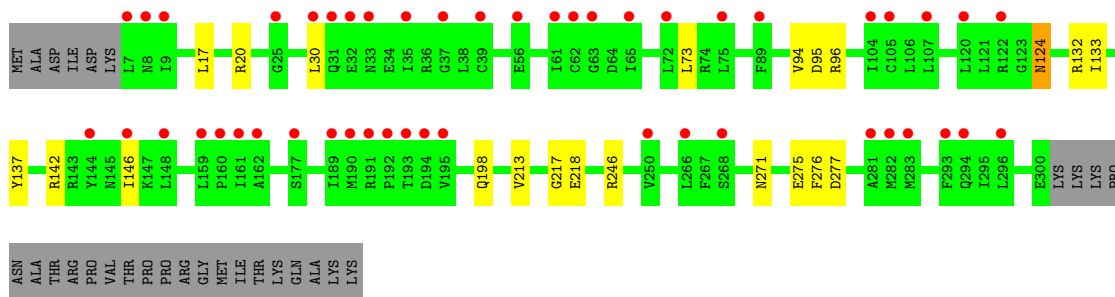 MET ALA ASP ILE ASP LYS L7 N8 I9 L17 R20 G25 L30 Q31 E32 N33 E34 I35 R36 G37 L38 C39 E56 I61 C62 G63 D64 I65 L72 L73 R74 L75 F89 V94 D95 R96 I104 C105 L106 L107 L120 L121 R122 G123 N124 R132 I133
Y137 R142 R143 Y144 N145 I146 K147 L148 L159 P160 I161 A162 S177 I189 M190 R191 P192 T193 D194 V195 Q198 V213 G217 E218 R246 V250 L266 F267 S268 N271 E275 F276 D277 A281 M282 M283 F293 Q294 I295 L296 E300 LYS LYS LYS PRO
ASN ALA THR ARG PRO VAL THR PRO PRO ARG GLY MET ILE THR LYS GLN ALA LYS LYS